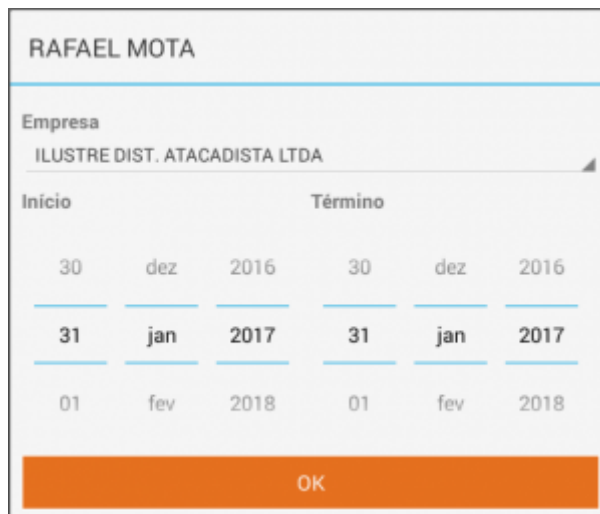 RAFAEL MOTA
Empresa
ILUSTRE DIST. ATACADISTA LTDA
Início Término
30 dez 2016 30 dez 2016
31 jan 2017 31 jan 2017
01 fev 2018 01 fev 2018
OK